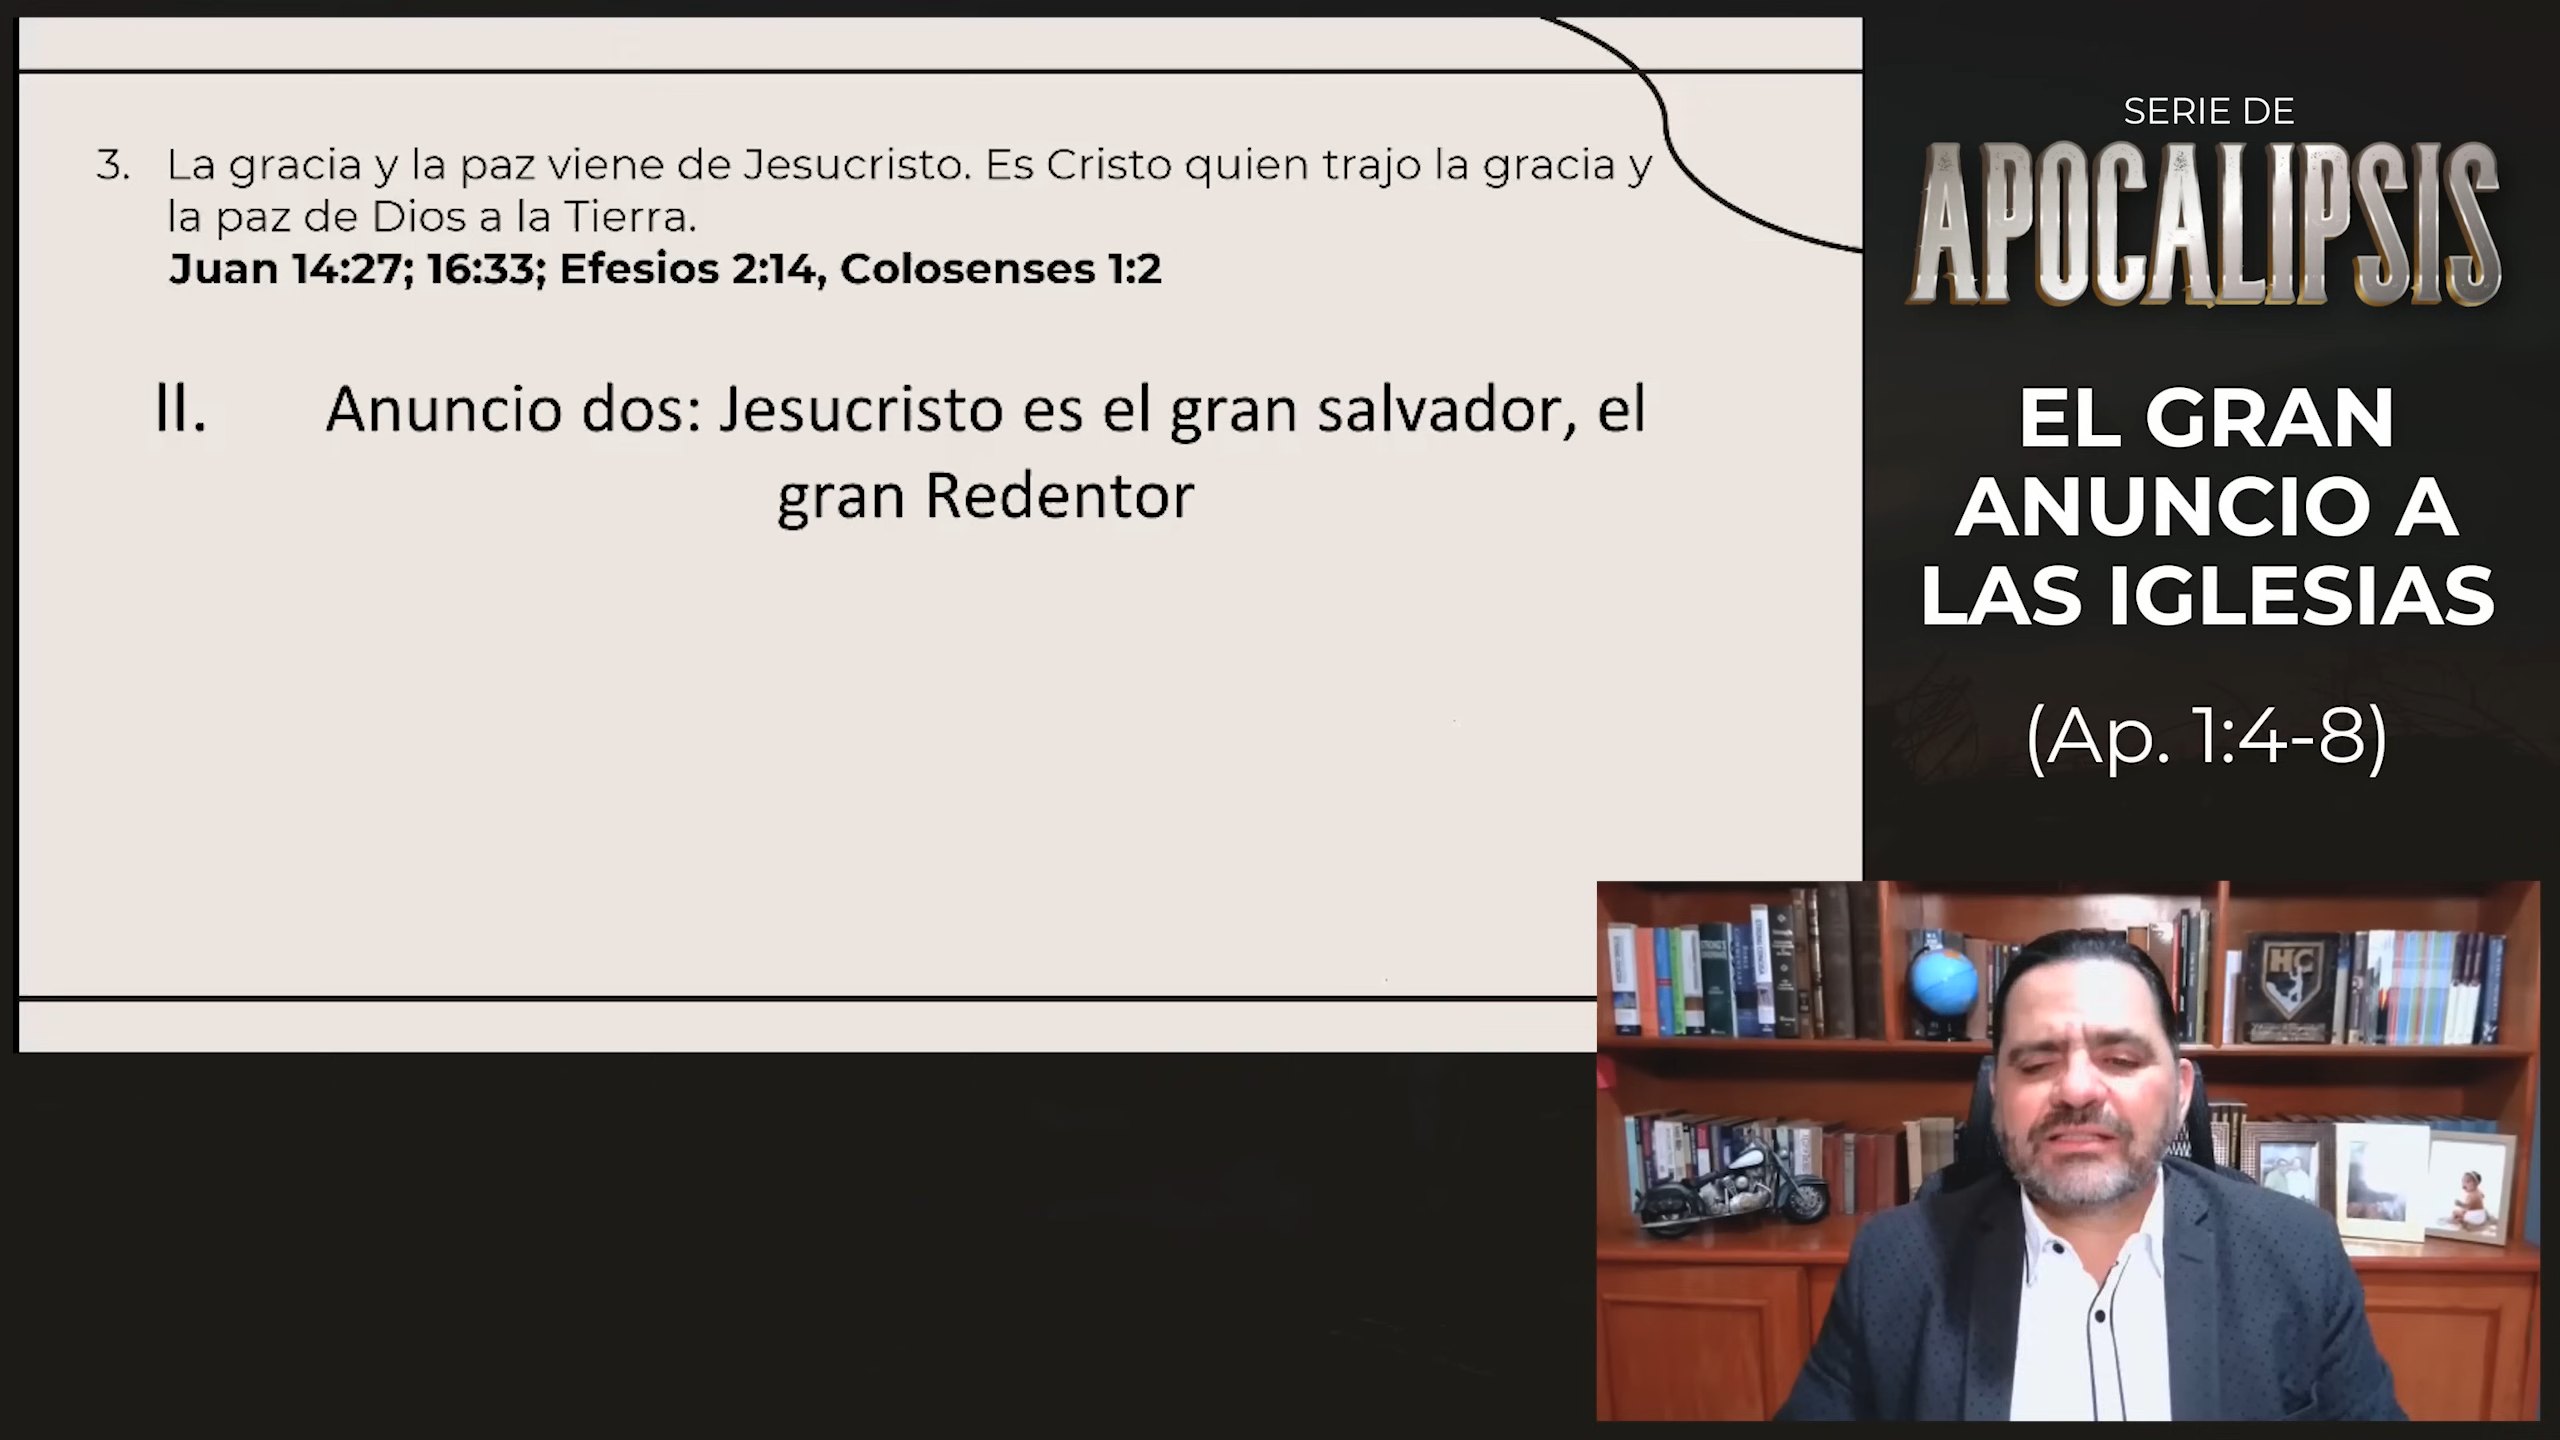 3. La gracia y la paz viene de Jesucristo. Es Cristo quien trajo la gracia y
la paz de Dios a la Tierra.
Juan 14:27; 16:33; Efesios 2:14, Colosenses 1:2
II. Anuncio dos: Jesucristo es el gran salvador, el
gran Redentor
SERIE DE
APOCALIPSIS
EL GRAN
ANUNCIO A
LAS IGLESIAS
(Ap. 1:4-8)
HC